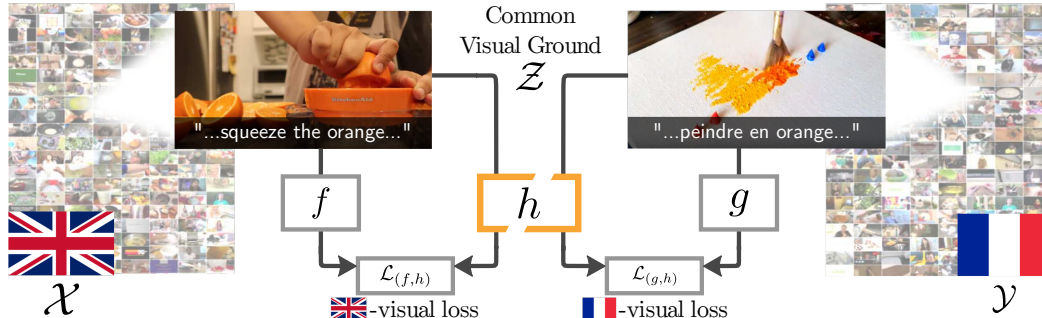 Common
Visual Ground
𝒵
"...squeeze the orange..."
"...peindre en orange..."
f
h
g
ℒ(f,h)
ℒ(g,h)
-visual loss
-visual loss
𝒳
𝒴